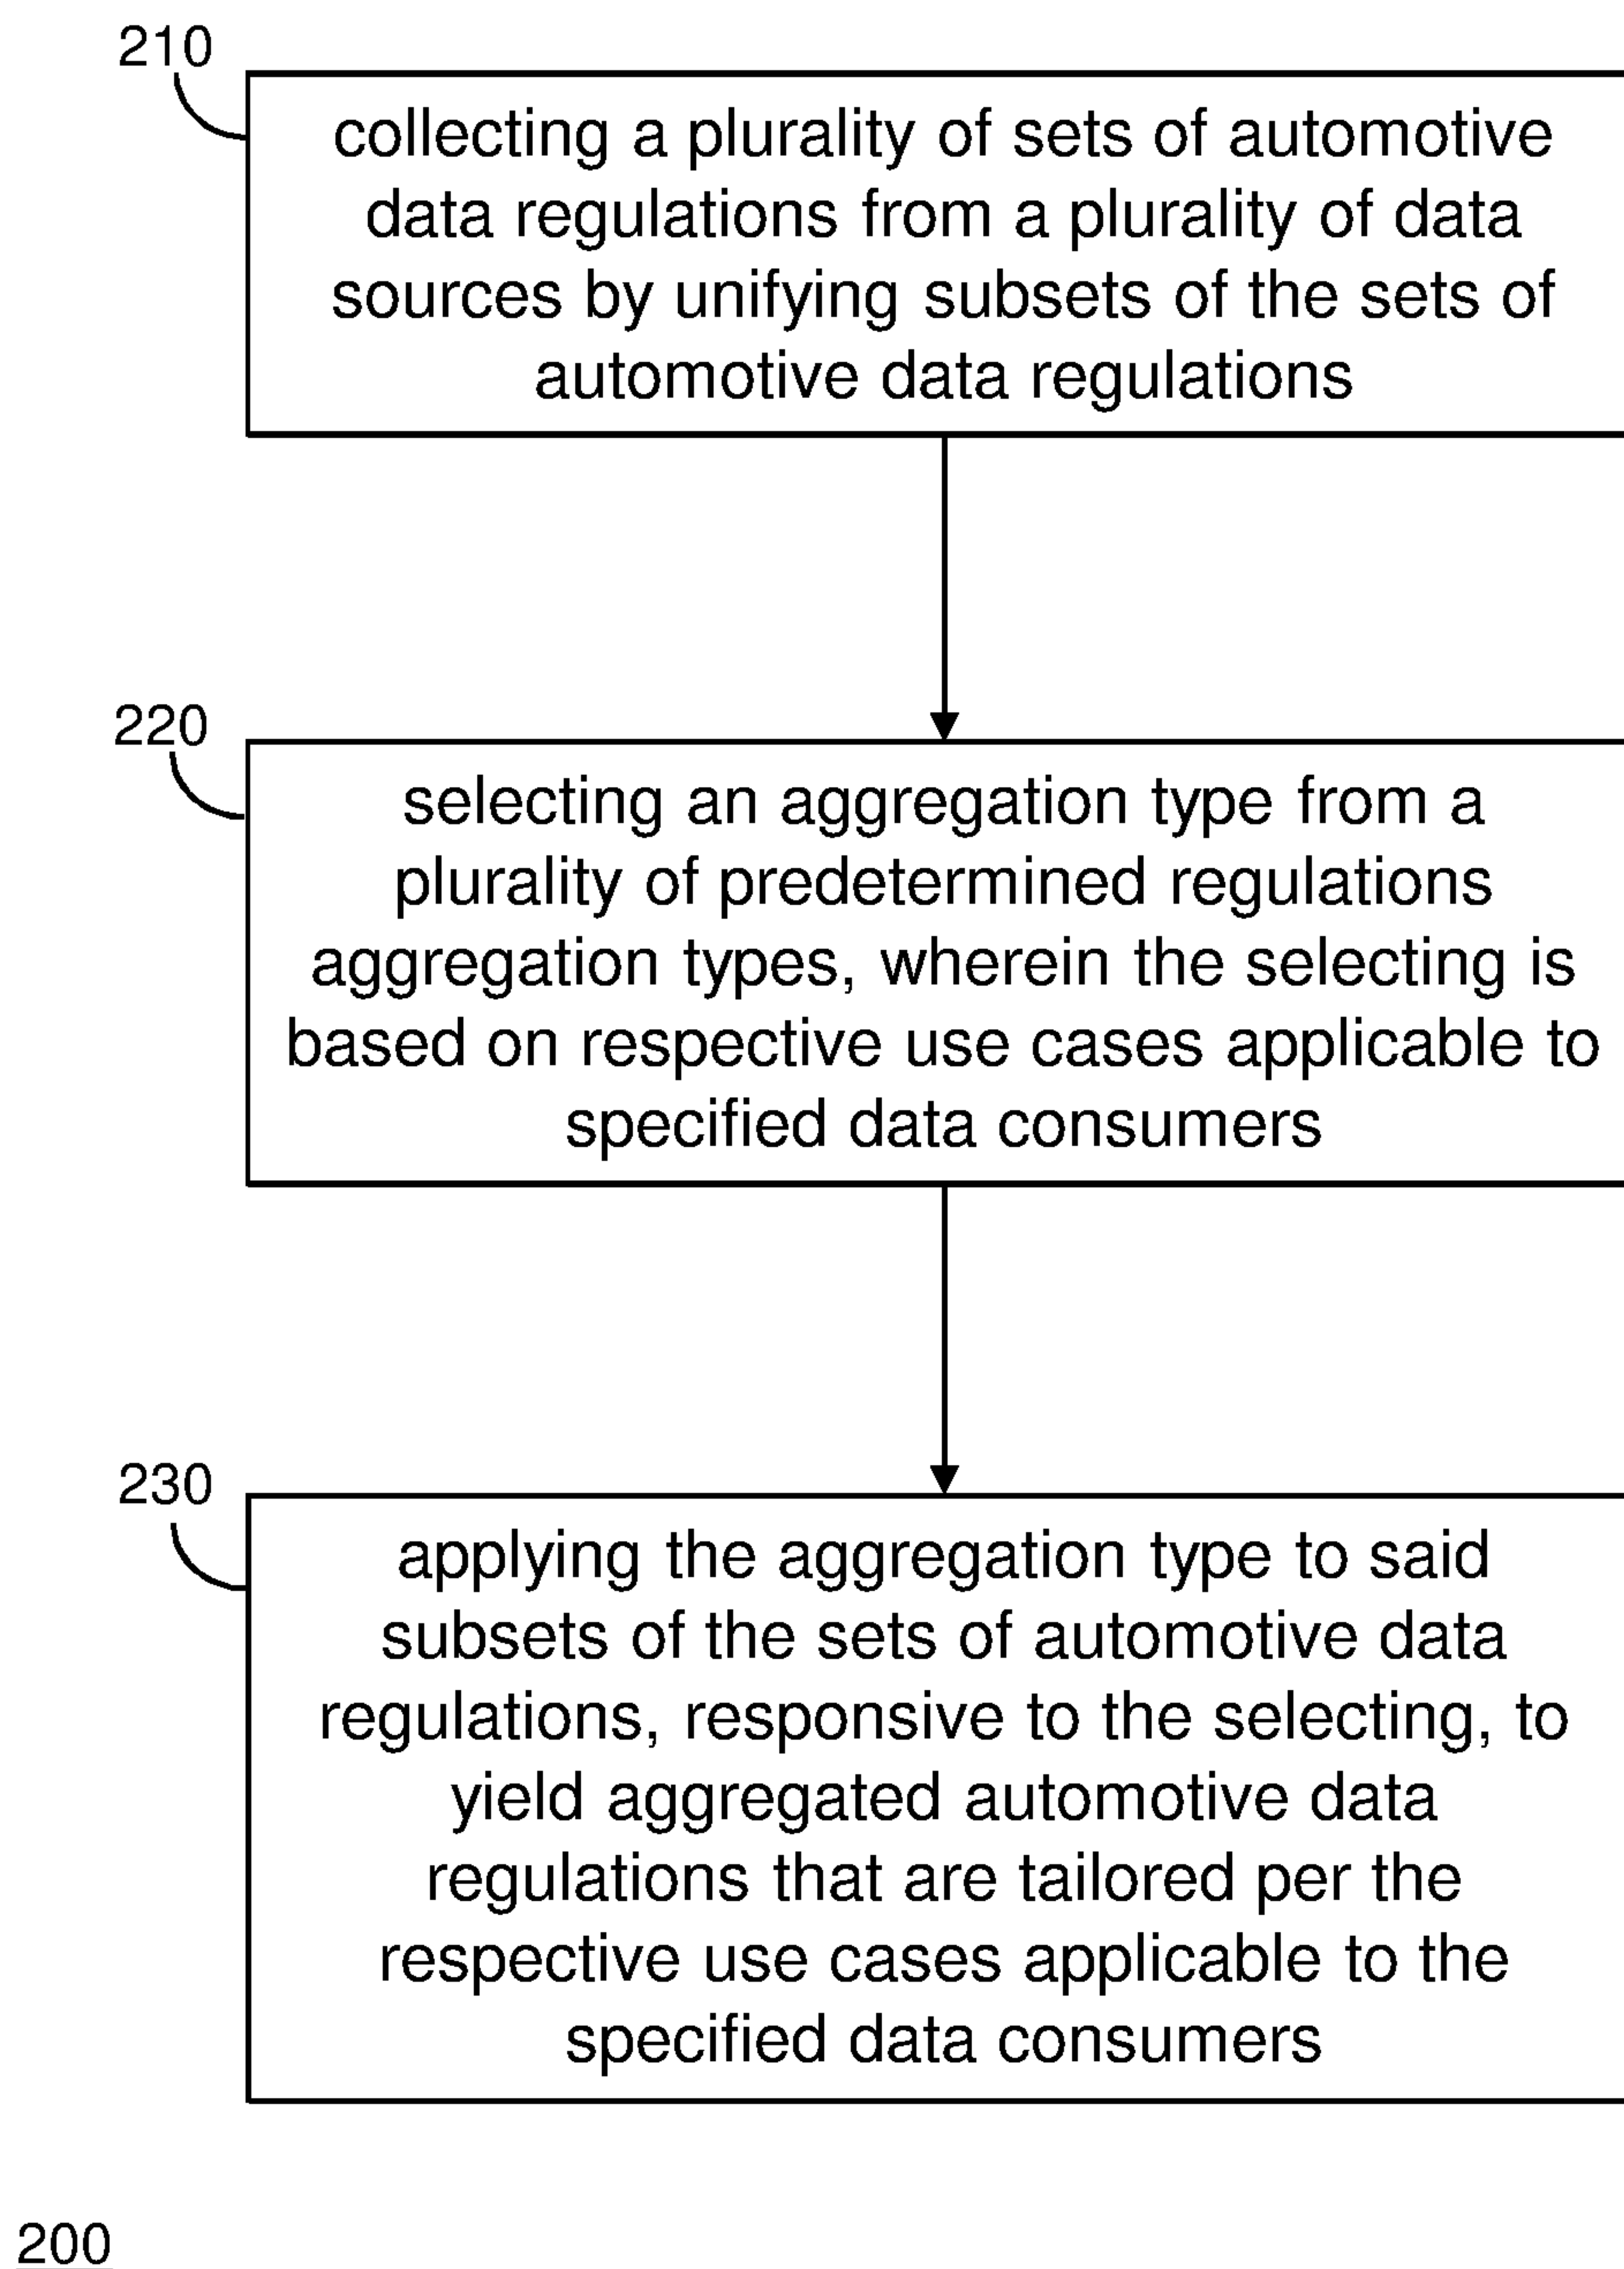 210
collecting a plurality of sets of automotive
data regulations from a plurality of data
sources by unifying subsets of the sets of
automotive data regulations
220
selecting an aggregation type from a
plurality of predetermined regulations
aggregation types, wherein the selecting is
based on respective use cases applicable to
specified data consumers
230
applying the aggregation type to said
subsets of the sets of automotive data
regulations, responsive to the selecting, to
yield aggregated automotive data
regulations that are tailored per the
respective use cases applicable to the
specified data consumers
200